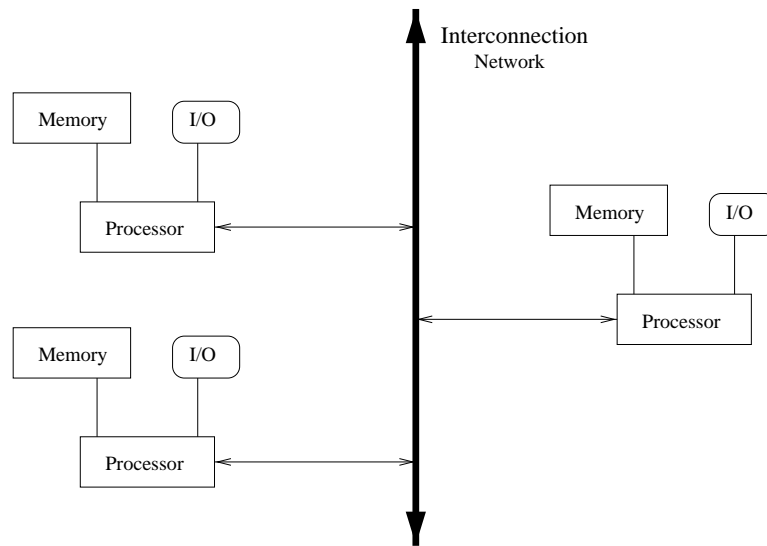 Interconnection
Network
Memory
I/O
Processor
Memory
I/O
Processor
Memory
I/O
Processor